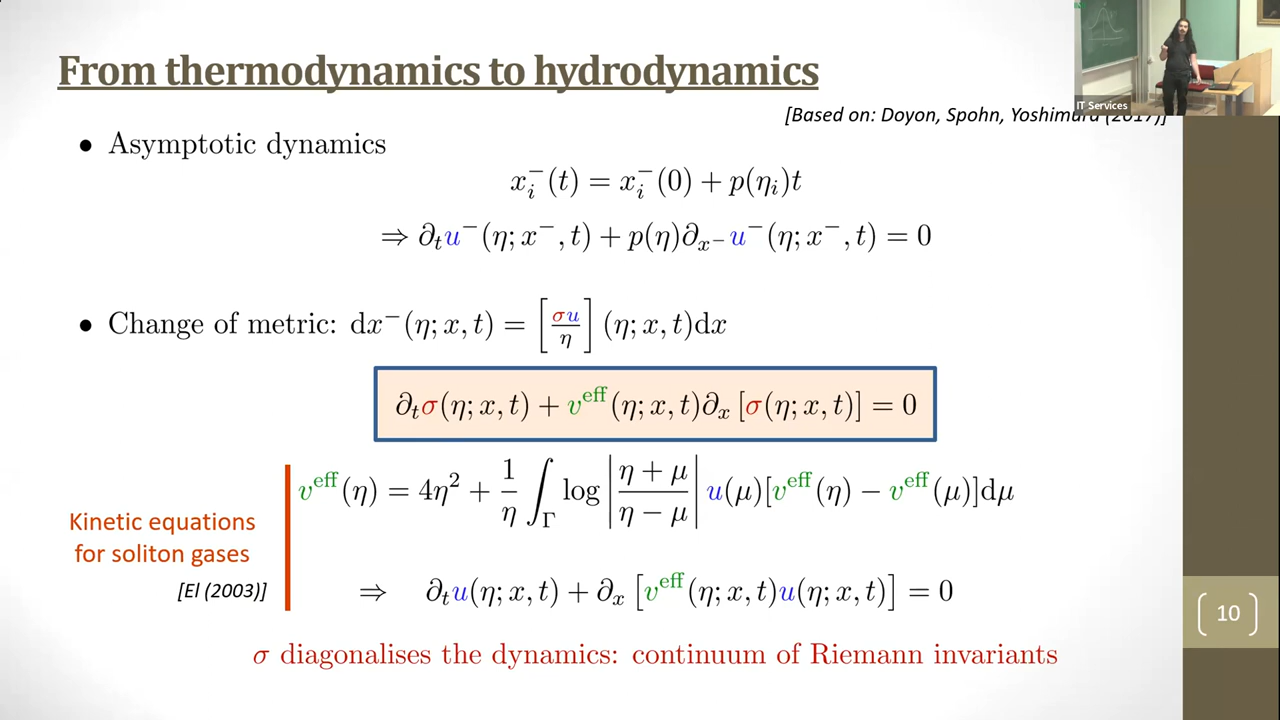 From thermodynamics to hydrodynamics
IT Services
[Based on: Doyon, Spohn, Yoshimura (2017)]
• Asymptotic dynamics
x_i^-(t) = x_i^-(0) + p(η_i)t
⇒ ∂_t u^-(η; x^-, t) + p(η)∂_{x^-} u^-(η; x^-, t) = 0
• Change of metric: dx^-(η; x, t) = [σu/η] (η; x, t)dx
∂_t σ(η; x, t) + v^eff(η; x, t)∂_x [σ(η; x, t)] = 0
v^eff(η) = 4η² + 1/η ∫_Γ log |(η + μ)/(η − μ)| u(μ)[v^eff(η) − v^eff(μ)]dμ
Kinetic equations
for soliton gases
[El (2003)]
⇒ ∂_t u(η; x, t) + ∂_x [v^eff(η; x, t)u(η; x, t)] = 0
10
σ diagonalises the dynamics: continuum of Riemann invariants